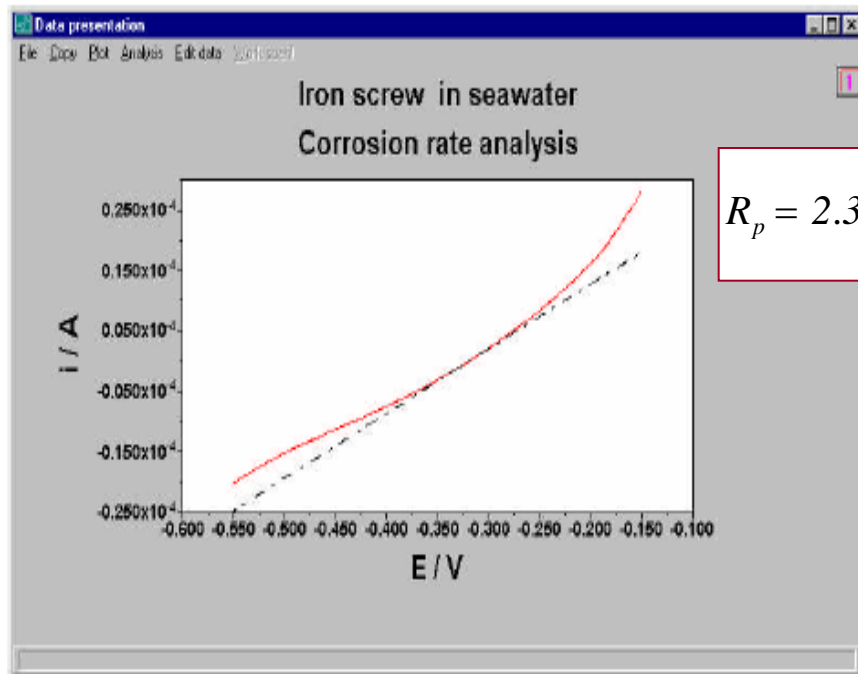 Data presentation
File Copy Plot Analysis Edit data Work scan!
1
Iron screw in seawater
Corrosion rate analysis
R_p = 2.3
0.250x10^-4
0.150x10^-4
0.050x10^-4
-0.050x10^-4
-0.150x10^-4
-0.250x10^-4
i / A
-0.600 -0.550 -0.500 -0.450 -0.400 -0.350 -0.300 -0.250 -0.200 -0.150 -0.100
E / V